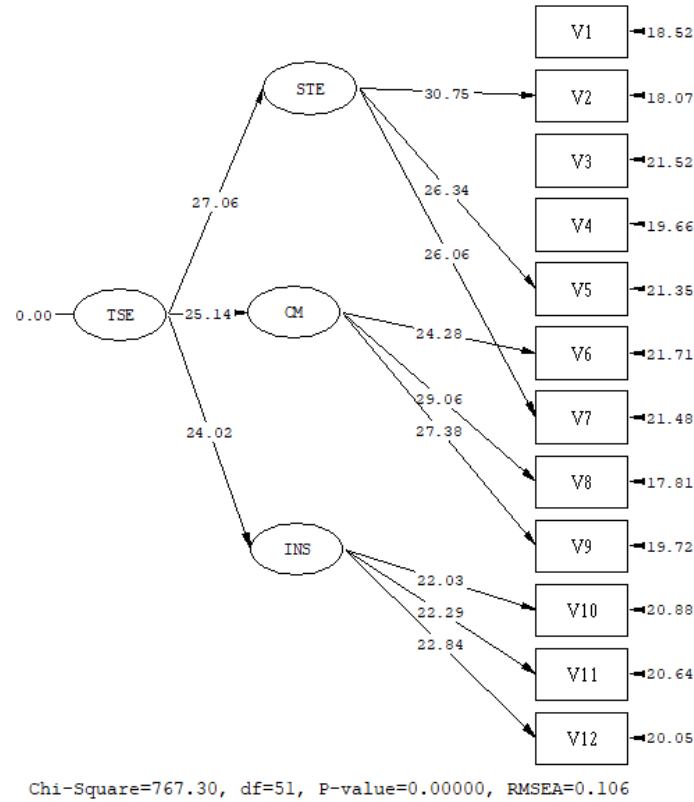 V1
18.52
STE
30.75
V2
18.07
V3
21.52
26.34
27.06
V4
19.66
26.06
V5
21.35
0.00
TSE
25.14
CM
24.28
V6
21.71
29.06
V7
21.48
27.38
24.02
V8
17.81
INS
V9
19.72
22.03
V10
20.88
22.29
22.84
V11
20.64
V12
20.05
Chi-Square=767.30, df=51, P-value=0.00000, RMSEA=0.106